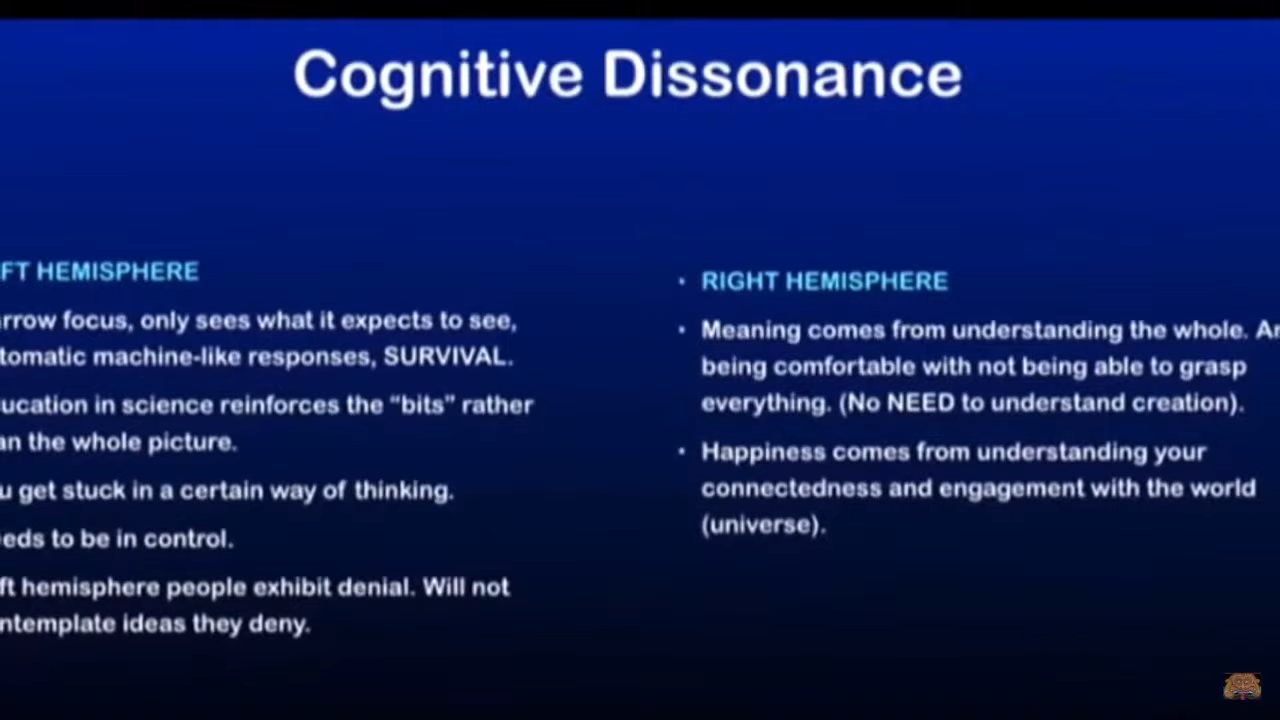 Cognitive Dissonance
FT HEMISPHERE
rrow focus, only sees what it expects to see,
tomatic machine-like responses, SURVIVAL.
ucation in science reinforces the “bits” rather
an the whole picture.
u get stuck in a certain way of thinking.
eds to be in control.
ft hemisphere people exhibit denial. Will not
ntemplate ideas they deny.
• RIGHT HEMISPHERE
• Meaning comes from understanding the whole. An
being comfortable with not being able to grasp
everything. (No NEED to understand creation).
• Happiness comes from understanding your
connectedness and engagement with the world
(universe).